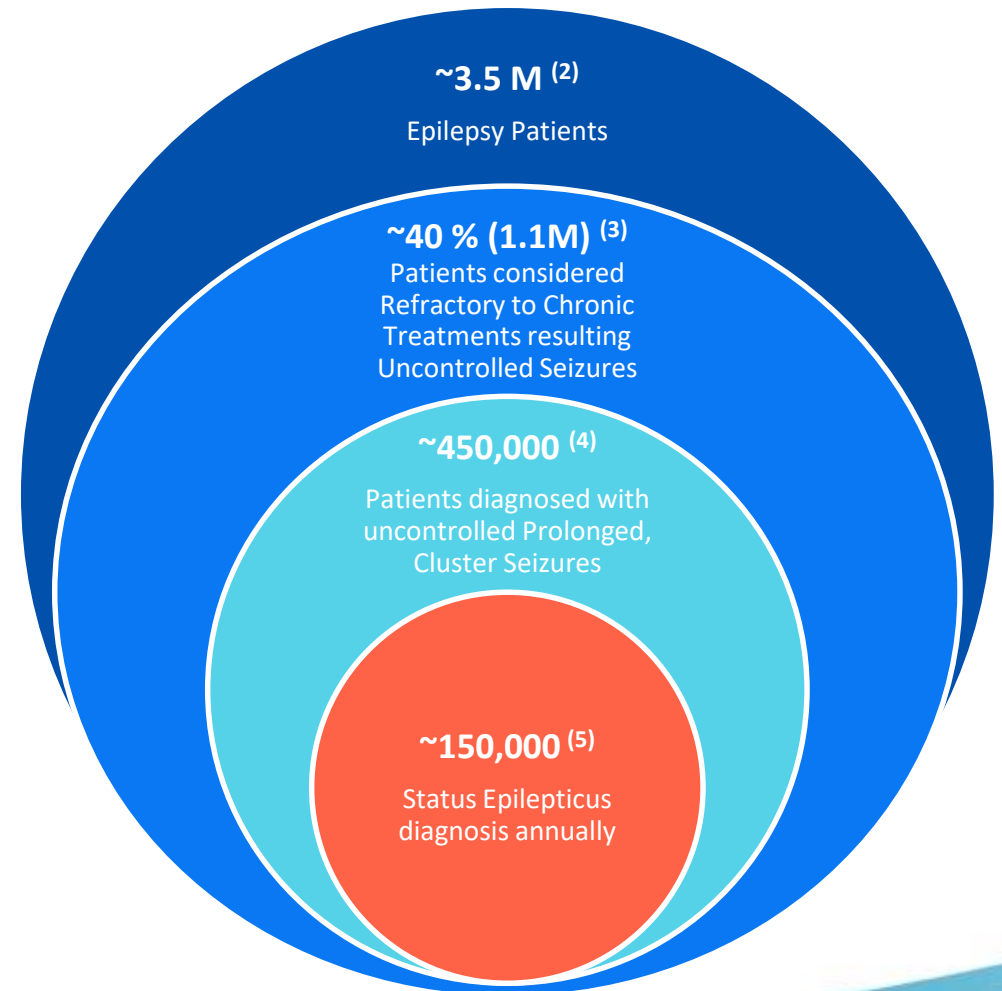 ~3.5 M (2)
Epilepsy Patients
~40 % (1.1M) (3)
Patients considered
Refractory to Chronic
Treatments resulting
Uncontrolled Seizures
~450,000 (4)
Patients diagnosed with
uncontrolled Prolonged,
Cluster Seizures
~150,000 (5)
Status Epilepticus
diagnosis annually